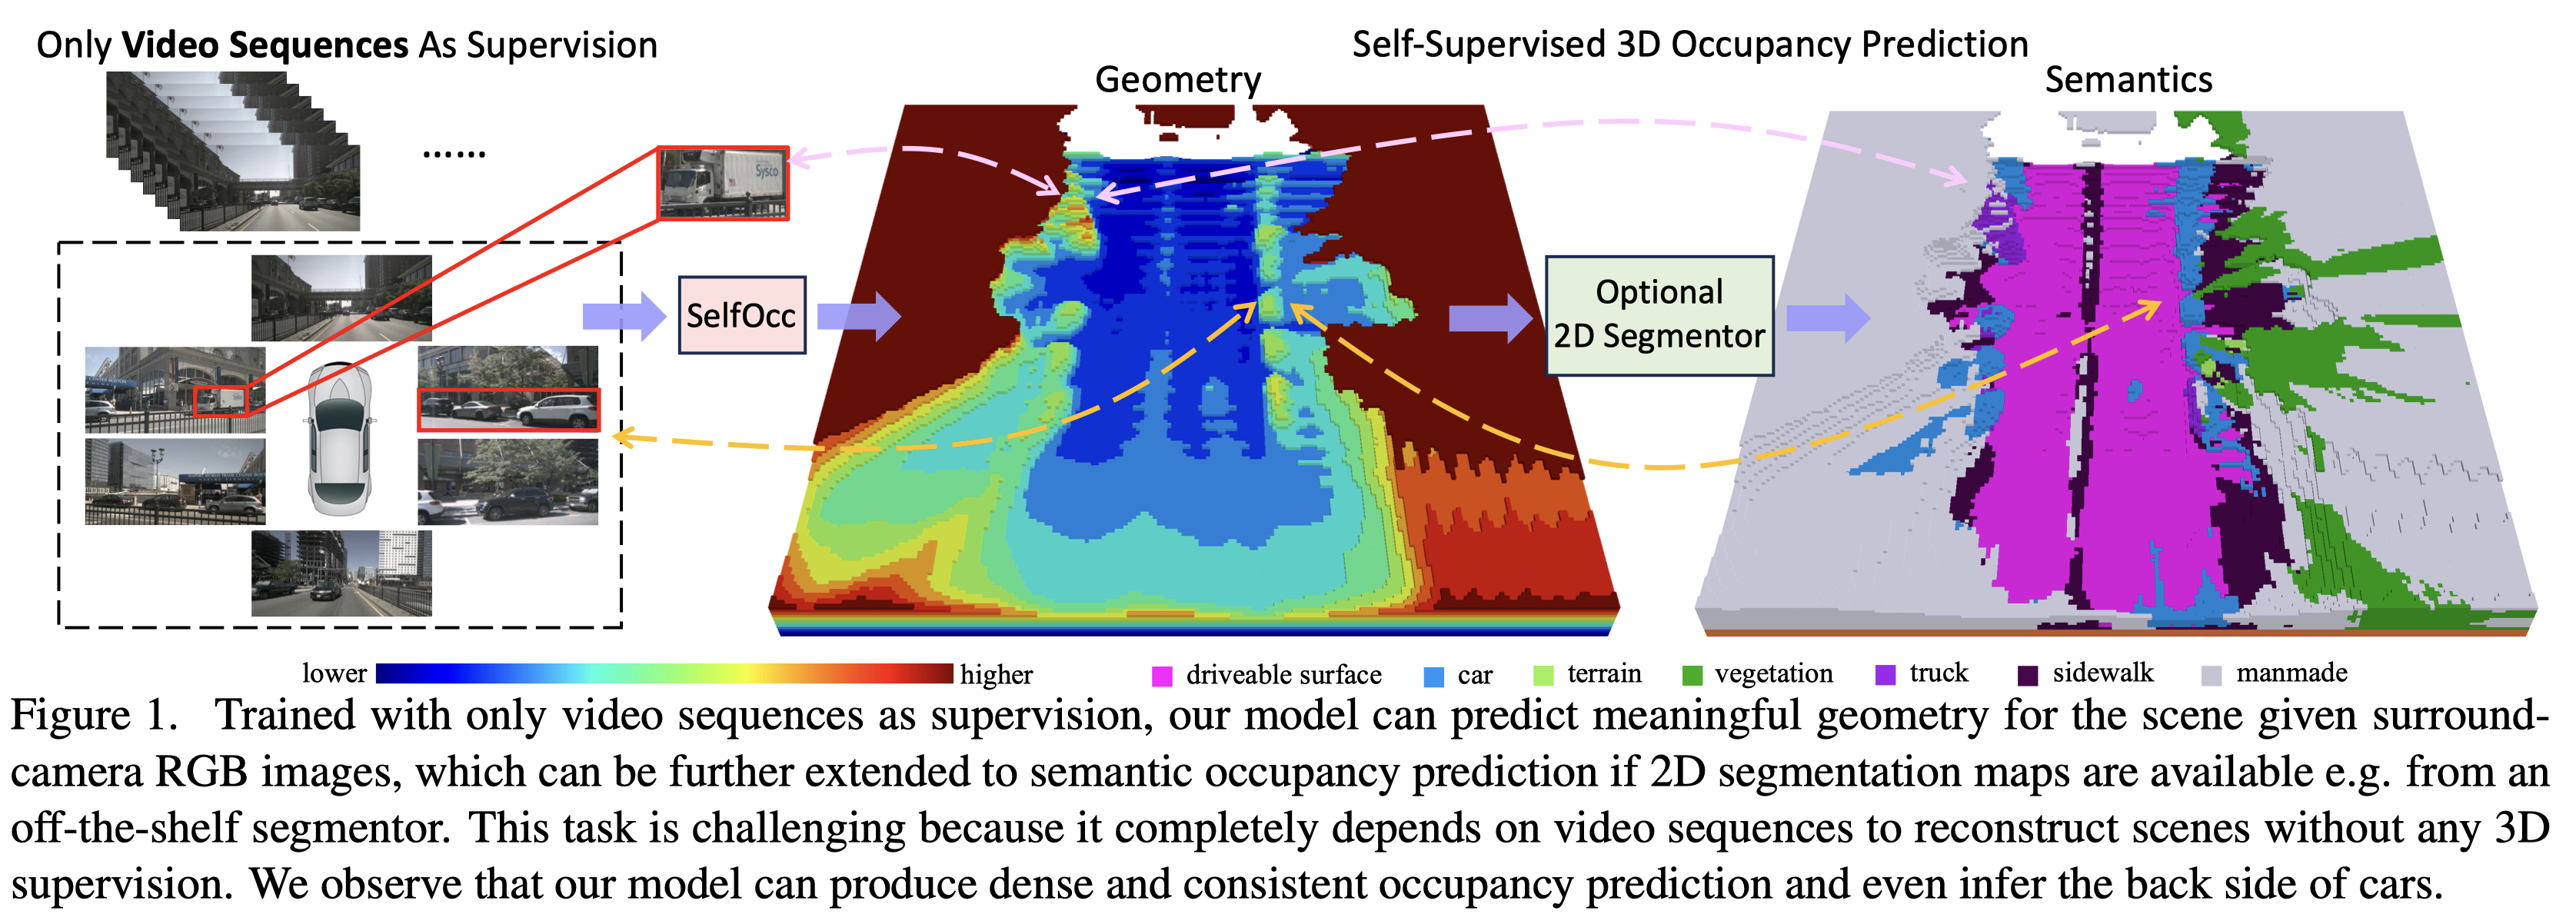 Only Video Sequences As Supervision
Self-Supervised 3D Occupancy Prediction
Geometry
Semantics
......
Sysco
SelfOcc
Optional
2D Segmentor
lower
higher
driveable surface
car
terrain
vegetation
truck
sidewalk
manmade
Figure 1. Trained with only video sequences as supervision, our model can predict meaningful geometry for the scene given surround-
camera RGB images, which can be further extended to semantic occupancy prediction if 2D segmentation maps are available e.g. from an
off-the-shelf segmentor. This task is challenging because it completely depends on video sequences to reconstruct scenes without any 3D
supervision. We observe that our model can produce dense and consistent occupancy prediction and even infer the back side of cars.